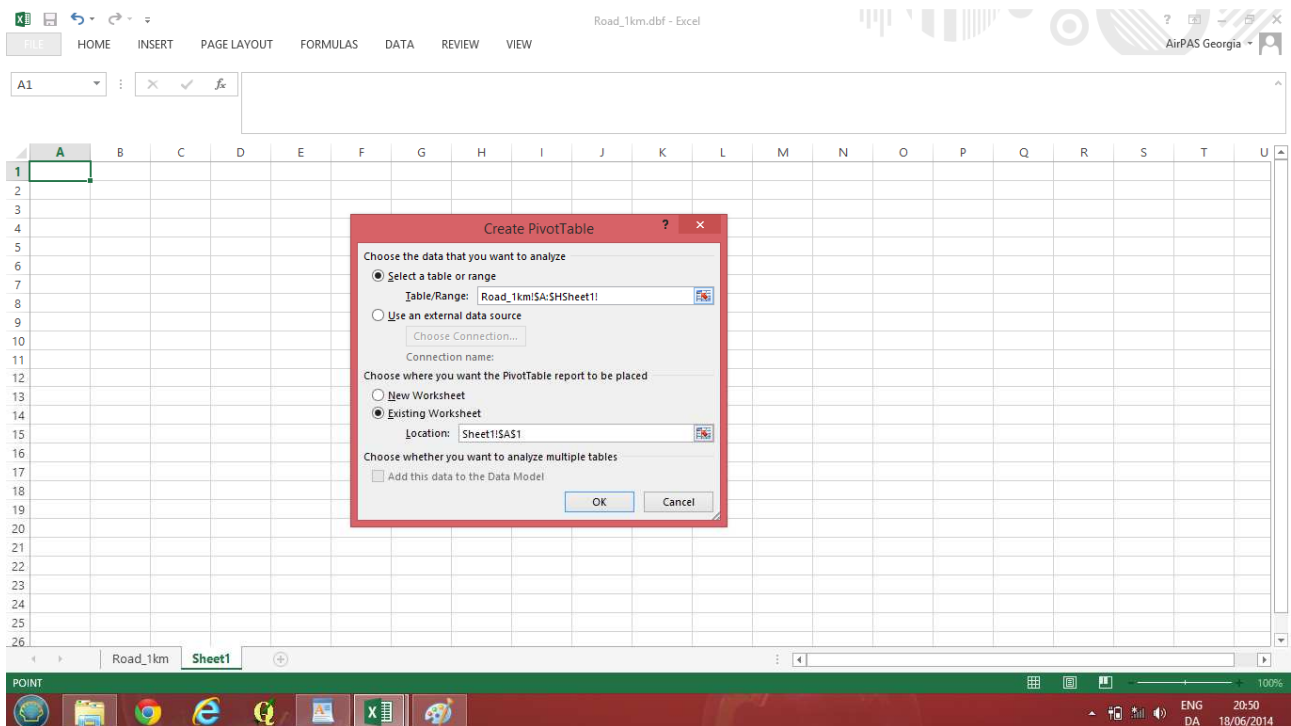 Road_1km.dbf - Excel
?
FILE HOME INSERT PAGE LAYOUT FORMULAS DATA REVIEW VIEW
AirPAS Georgia
A1
fx
A B C D E F G H I J K L M N O P Q R S T U
1
2
3
4
5
6
7
8
9
10
11
12
13
14
15
16
17
18
19
20
21
22
23
24
25
26
Create PivotTable ?
Choose the data that you want to analyze
Select a table or range
Table/Range: Road_1km!$A:$HSheet1!
Use an external data source
Choose Connection...
Connection name:
Choose where you want the PivotTable report to be placed
New Worksheet
Existing Worksheet
Location: Sheet1!$A$1
Choose whether you want to analyze multiple tables
Add this data to the Data Model
OK Cancel
Road_1km Sheet1
POINT
100%
ENG 20:50
DA 18/06/2014